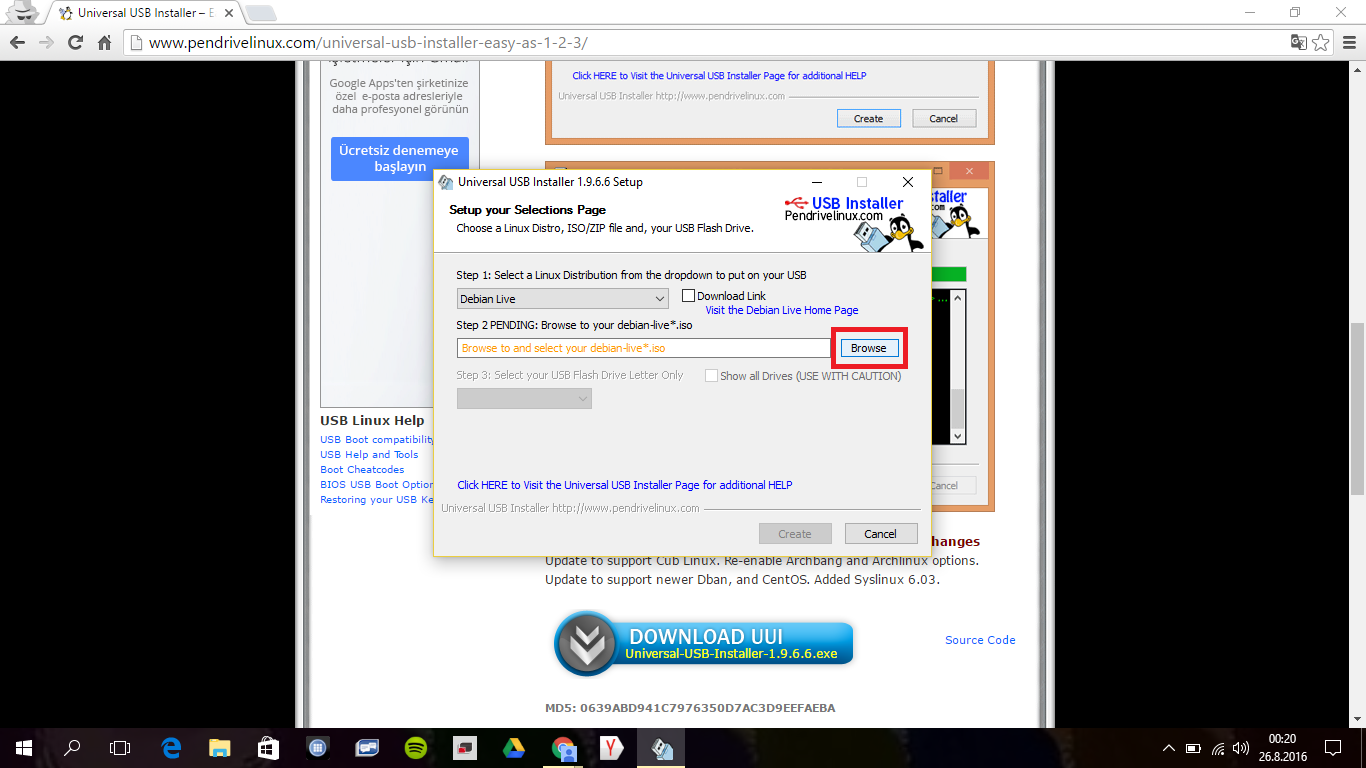 Universal USB Installer – E
www.pendrivelinux.com/universal-usb-installer-easy-as-1-2-3/
Google Apps'ten şirketinize
özel e-posta adresleriyle
daha profesyonel görünün
Ücretsiz denemeye
başlayın
Click HERE to Visit the Universal USB Installer Page for additional HELP
Universal USB Installer http://www.pendrivelinux.com
Create
Cancel
Universal USB Installer 1.9.6.6 Setup
Setup your Selections Page
Choose a Linux Distro, ISO/ZIP file and, your USB Flash Drive.
USB Installer
Pendrivelinux.com
Step 1: Select a Linux Distribution from the dropdown to put on your USB
Debian Live
Download Link
Visit the Debian Live Home Page
Step 2 PENDING: Browse to your debian-live*.iso
Browse to and select your debian-live*.iso
Browse
Step 3: Select your USB Flash Drive Letter Only
Show all Drives (USE WITH CAUTION)
Click HERE to Visit the Universal USB Installer Page for additional HELP
Universal USB Installer http://www.pendrivelinux.com
Create
Cancel
Cancel
USB Linux Help
USB Boot compatibility
USB Help and Tools
Boot Cheatcodes
BIOS USB Boot Option
Restoring your USB Ke
hanges
Update to support Cub Linux. Re-enable Archbang and Archlinux options.
Update to support newer Dban, and CentOS. Added Syslinux 6.03.
DOWNLOAD UUI
Universal-USB-Installer-1.9.6.6.exe
Source Code
MD5: 0639ABD941C7976350D7AC3D9EEFAEBA
00:20
26.8.2016